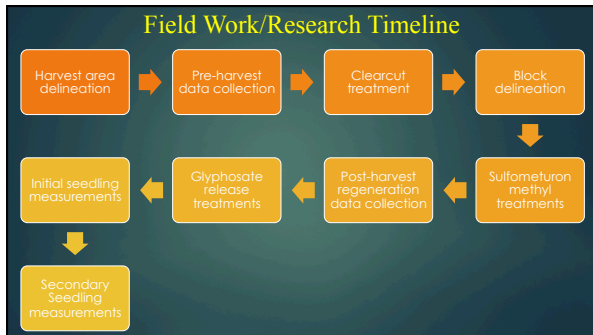 Field Work/Research Timeline
Harvest area
delineation
Pre-harvest
data collection
Clearcut
treatment
Block
delineation
Sulfometuron
methyl
treatments
Post-harvest
regeneration
data collection
Glyphosate
release
treatments
Initial seedling
measurements
Secondary
Seedling
measurements